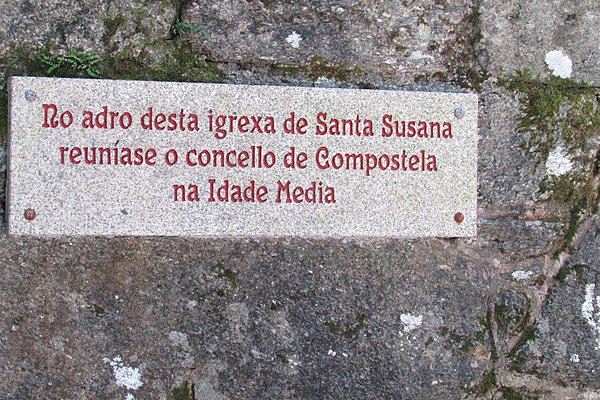 No adro desta igrexa de Santa Susana
reuníase o concello de Compostela
na Idade Media